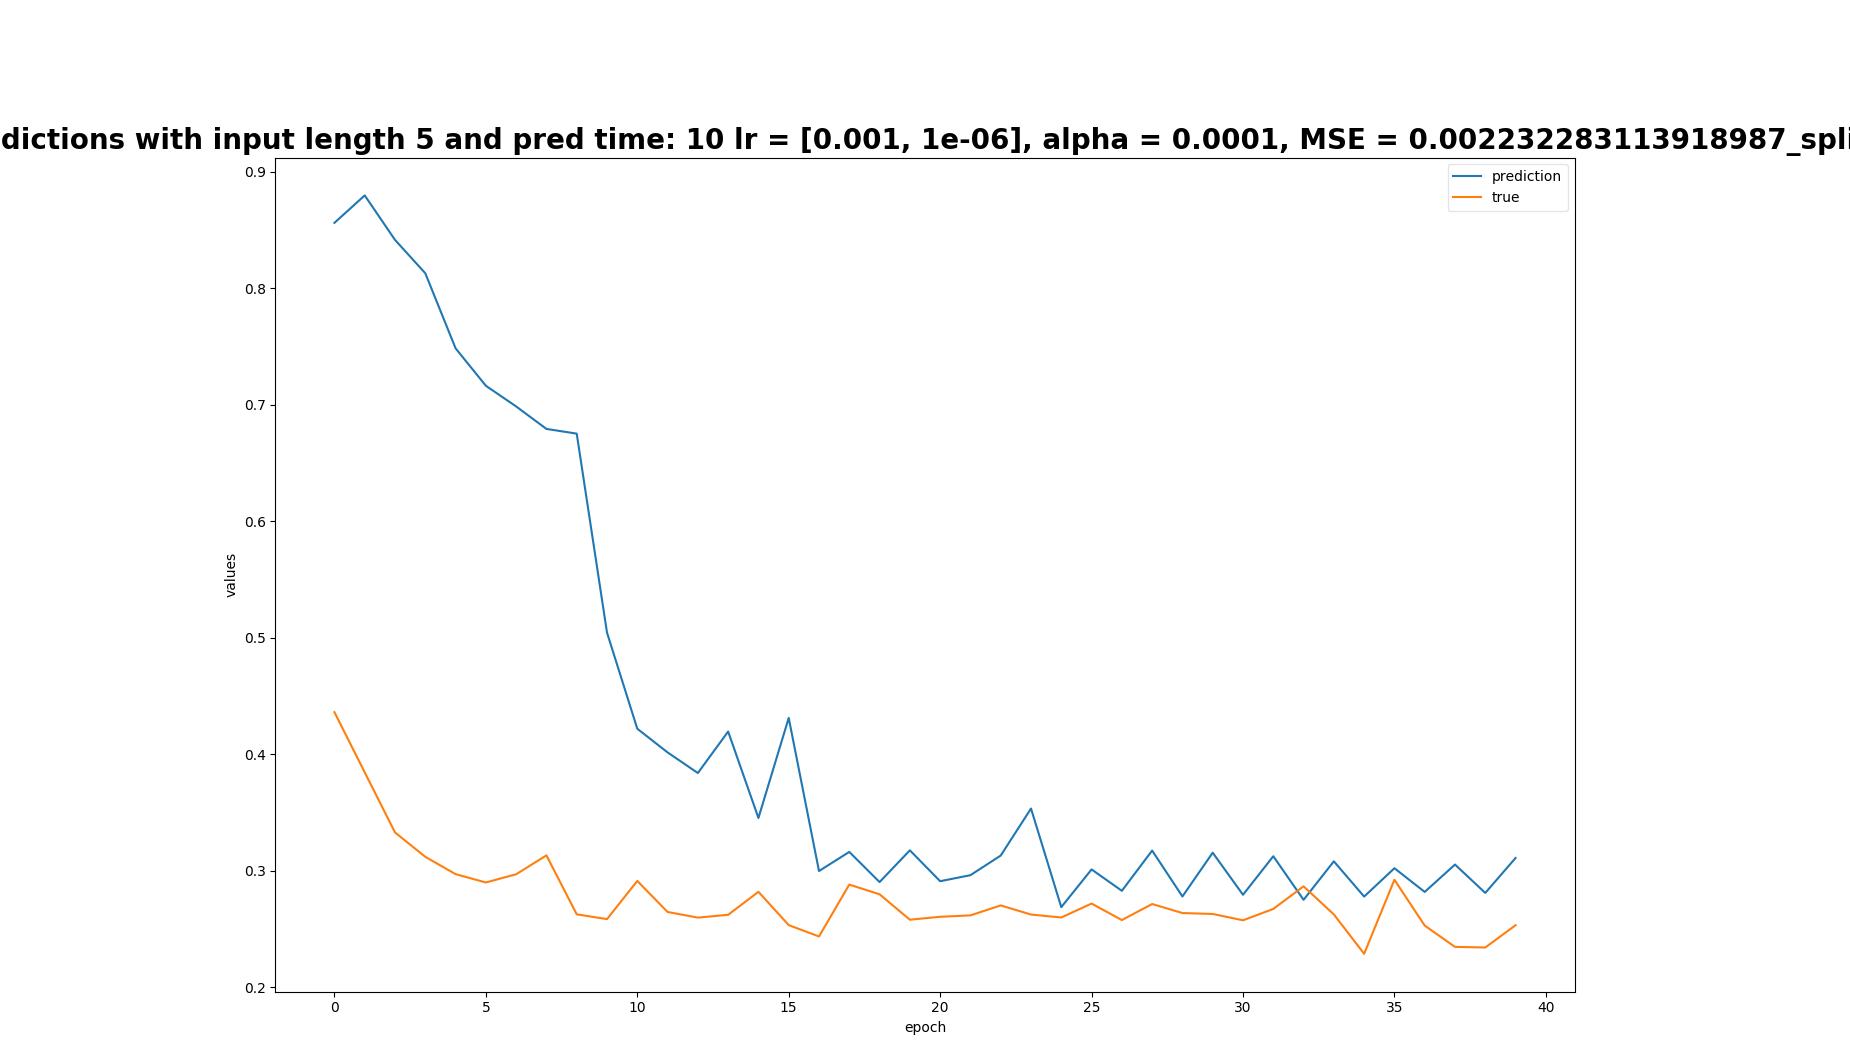 dictions with input length 5 and pred time: 10 lr = [0.001, 1e-06], alpha = 0.0001, MSE = 0.002232283113918987_spli
prediction
true
0.9
0.8
0.7
0.6
0.5
0.4
0.3
0.2
values
0 5 10 15 20 25 30 35 40
epoch